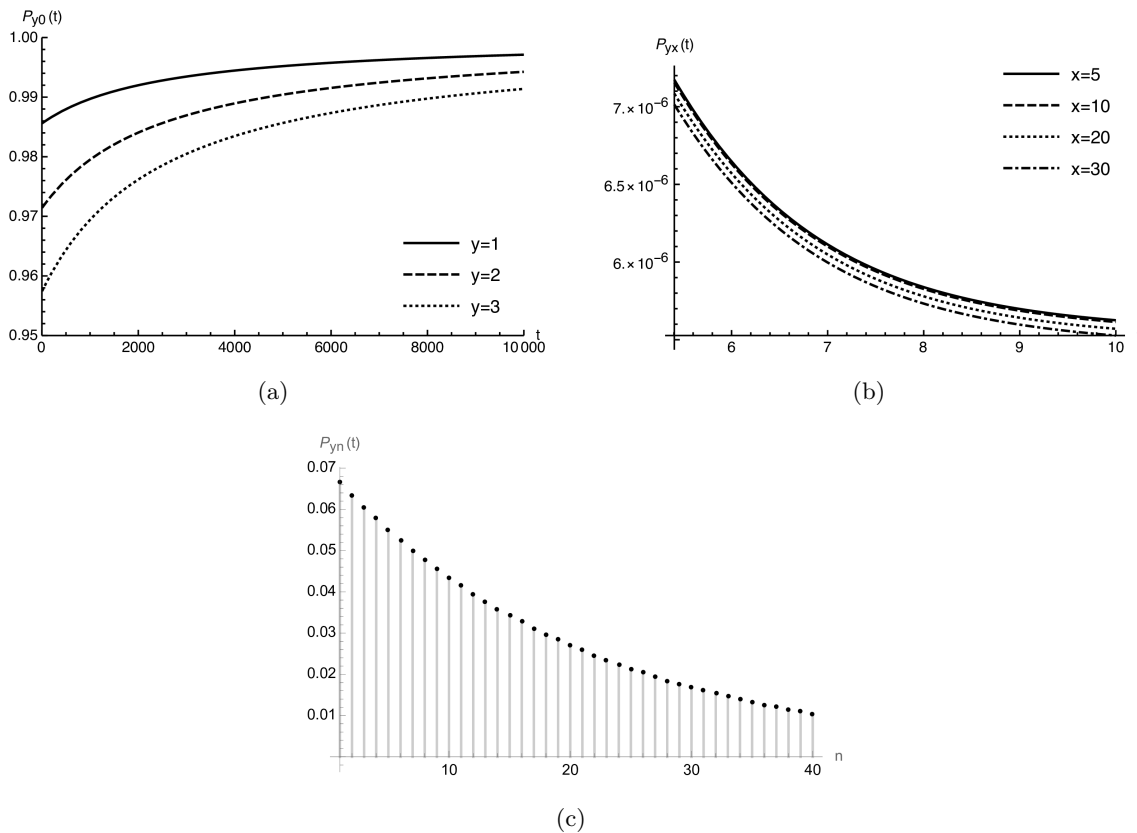 P_y0(t)
1.00
0.99
0.98
0.97
0.96
0.95
y=1
y=2
y=3
0 2000 4000 6000 8000 10000 t
(a)
P_yx(t)
x=5
x=10
x=20
x=30
7.×10^-6
6.5×10^-6
6.×10^-6
6 7 8 9 10
(b)
P_yn(t)
0.07
0.06
0.05
0.04
0.03
0.02
0.01
10 20 30 40 n
(c)